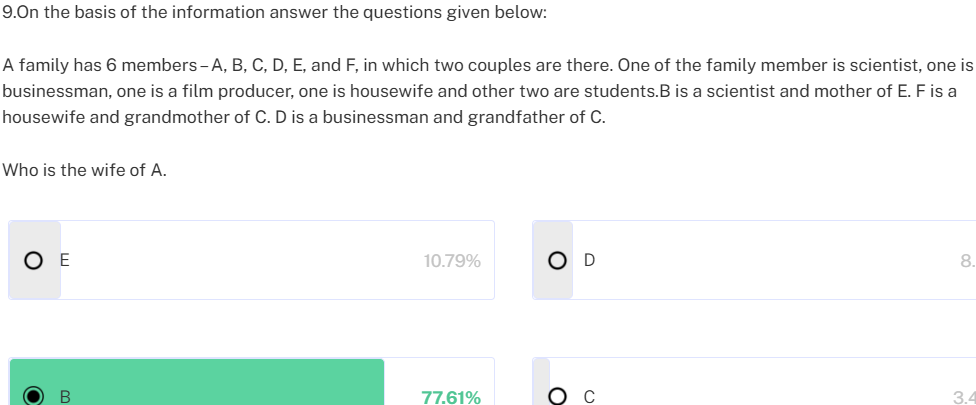 9.On the basis of the information answer the questions given below:
A family has 6 members – A, B, C, D, E, and F, in which two couples are there. One of the family member is scientist, one is
businessman, one is a film producer, one is housewife and other two are students.B is a scientist and mother of E. F is a
housewife and grandmother of C. D is a businessman and grandfather of C.
Who is the wife of A.
E 10.79% D 8.
B 77.61% C 3.4